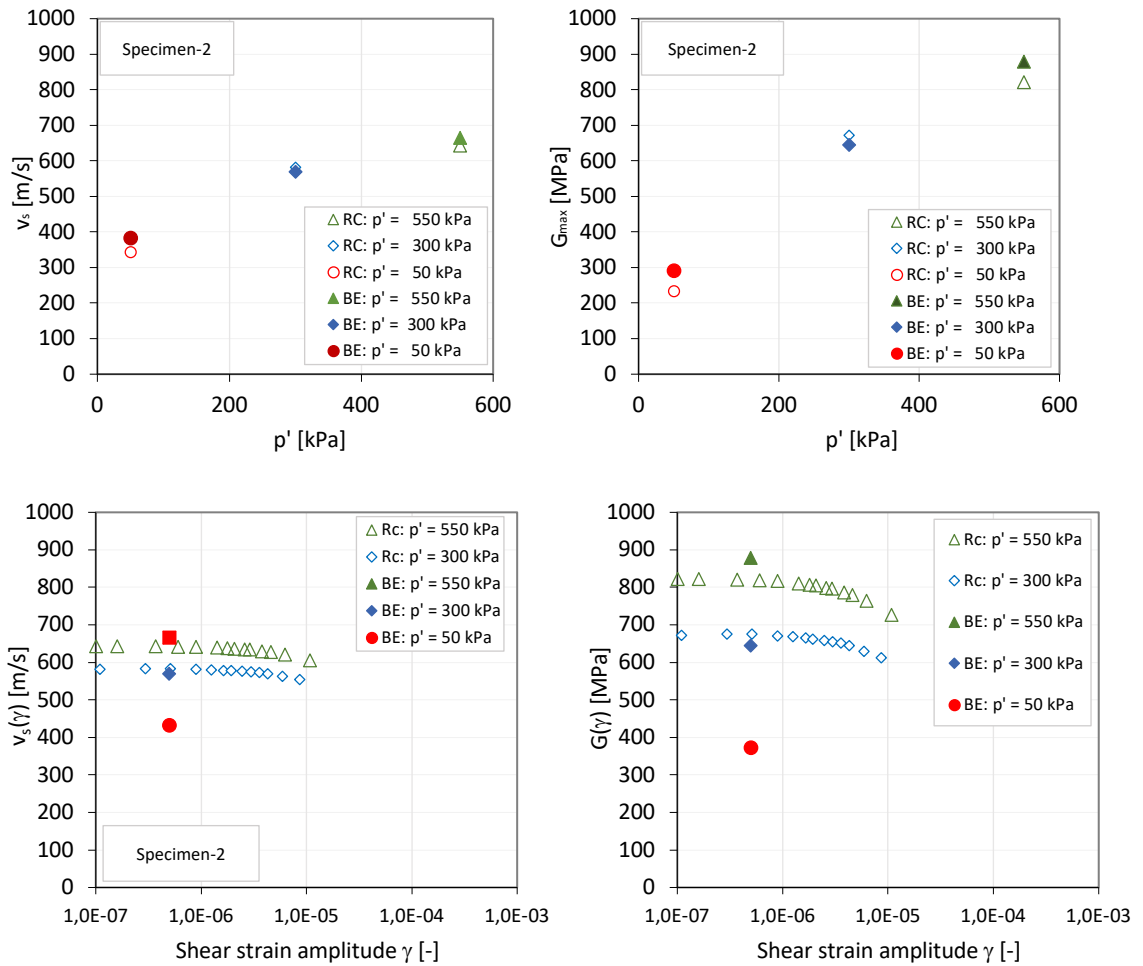 1000
900
800
700
600
500
400
300
200
100
0
Specimen-2
RC: p' = 550 kPa
RC: p' = 300 kPa
RC: p' = 50 kPa
BE: p' = 550 kPa
BE: p' = 300 kPa
BE: p' = 50 kPa
vs [m/s]
0 200 400 600
p' [kPa]
1000
900
800
700
600
500
400
300
200
100
0
Specimen-2
RC: p' = 550 kPa
RC: p' = 300 kPa
RC: p' = 50 kPa
BE: p' = 550 kPa
BE: p' = 300 kPa
BE: p' = 50 kPa
Gmax [MPa]
0 200 400 600
p' [kPa]
1000
900
800
700
600
500
400
300
200
100
0
Rc: p' = 550 kPa
Rc: p' = 300 kPa
BE: p' = 550 kPa
BE: p' = 300 kPa
BE: p' = 50 kPa
vs(γ) [m/s]
Specimen-2
1,0E-07 1,0E-06 1,0E-05 1,0E-04 1,0E-03
Shear strain amplitude γ [-]
1000
900
800
700
600
500
400
300
200
100
0
Rc: p' = 550 kPa
Rc: p' = 300 kPa
BE: p' = 550 kPa
BE: p' = 300 kPa
BE: p' = 50 kPa
G(γ) [MPa]
1,0E-07 1,0E-06 1,0E-05 1,0E-04 1,0E-03
Shear strain amplitude γ [-]